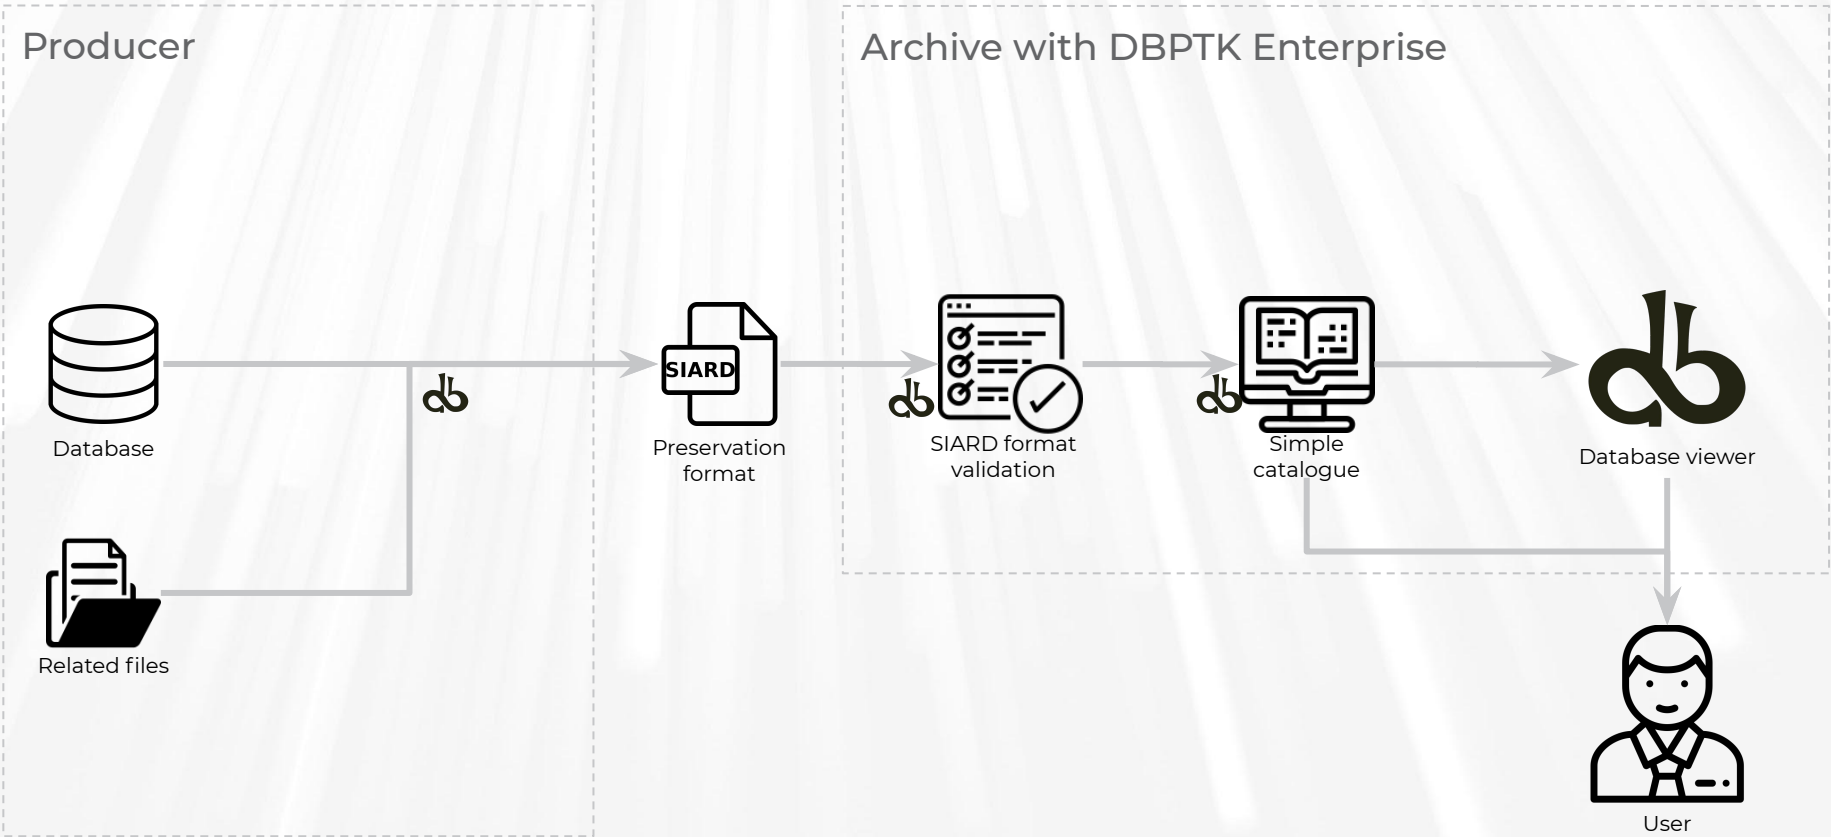 Producer
Archive with DBPTK Enterprise
SIARD
Database
Preservation
format
SIARD format
validation
Simple
catalogue
Database viewer
Related files
User